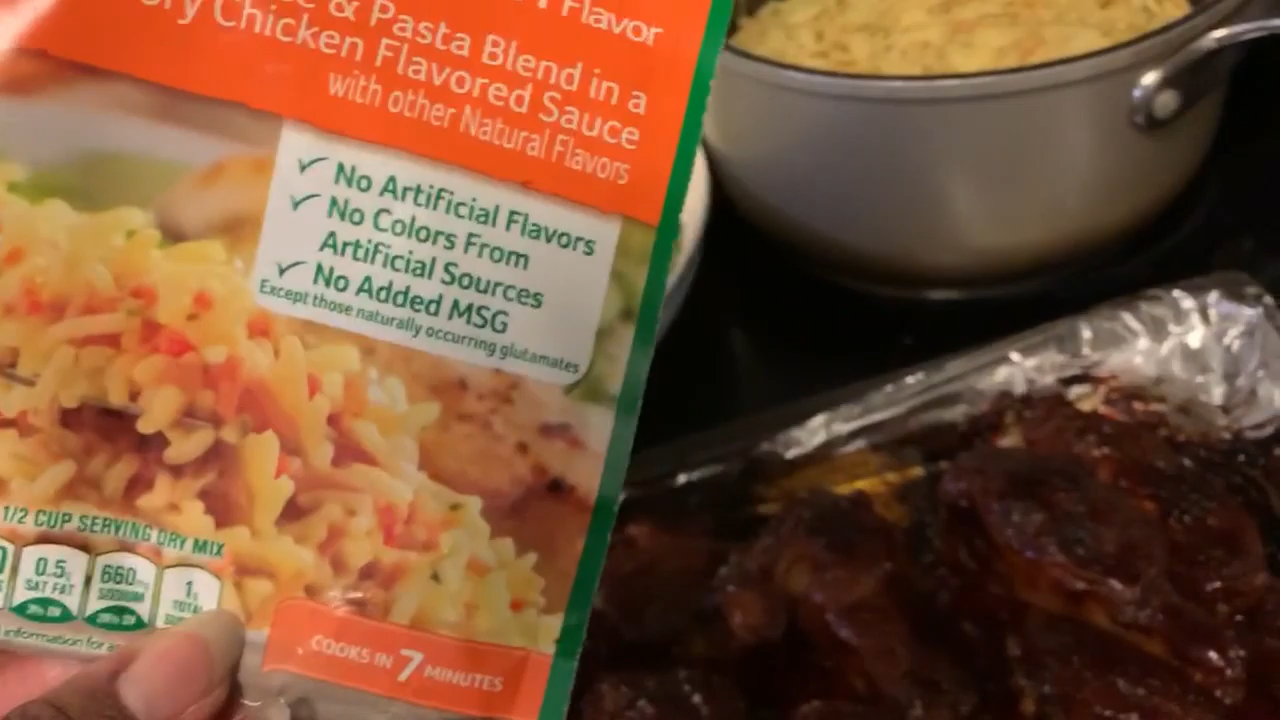 Flavor
& Pasta Blend in a
Chicken Flavored Sauce
with other Natural Flavors
✓ No Artificial Flavors
✓ No Colors From
Artificial Sources
✓ No Added MSG
Except those naturally occurring glutamates
1/2 CUP SERVING DRY MIX
0.5g 660mg 1g
SAT FAT SODIUM TOTAL
information for
COOKS IN 7 MINUTES